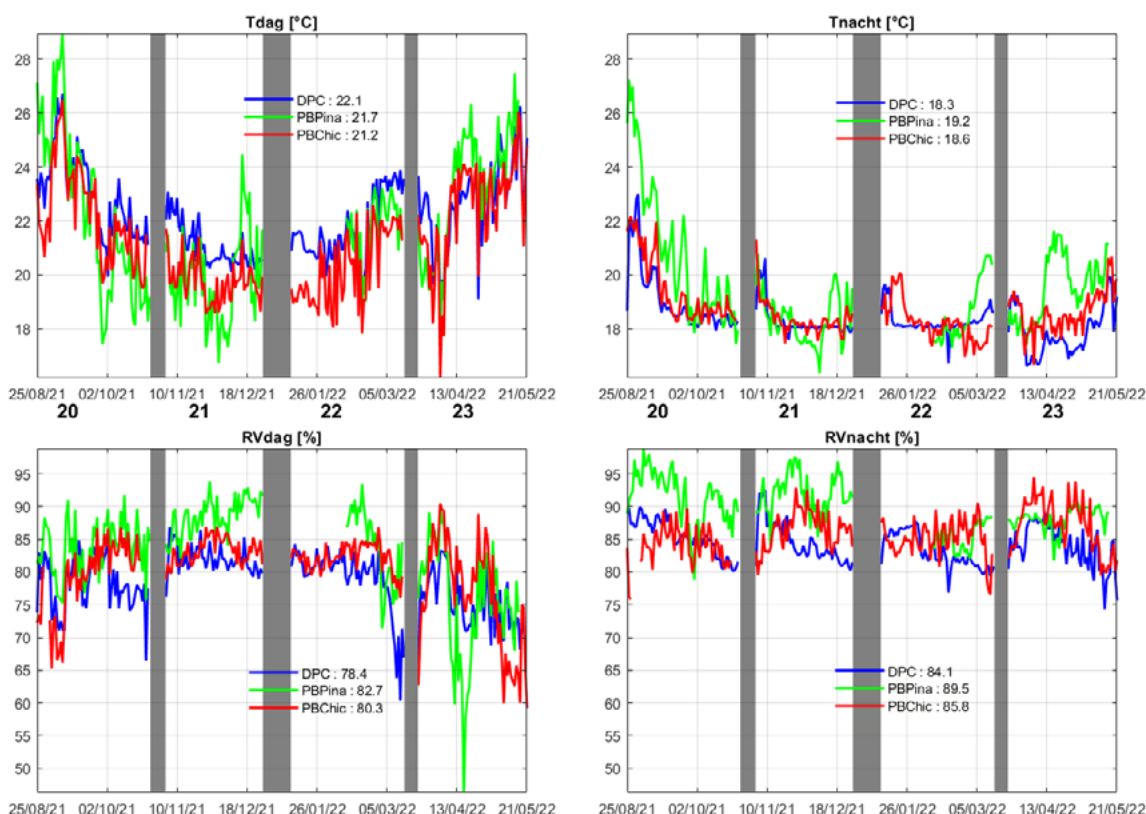 Tdag [°C]
28
26
24
22
20
18
DPC : 22.1
PBPina : 21.7
PBChic : 21.2
25/08/21 02/10/21 10/11/21 18/12/21 26/01/22 05/03/22 13/04/22 21/05/22
20 21 22 23
Tnacht [°C]
28
26
24
22
20
18
DPC : 18.3
PBPina : 19.2
PBChic : 18.6
25/08/21 02/10/21 10/11/21 18/12/21 26/01/22 05/03/22 13/04/22 21/05/22
20 21 22 23
RVdag [%]
95
90
85
80
75
70
65
60
55
50
DPC : 78.4
PBPina : 82.7
PBChic : 80.3
25/08/21 02/10/21 10/11/21 18/12/21 26/01/22 05/03/22 13/04/22 21/05/22
RVnacht [%]
95
90
85
80
75
70
65
60
55
50
DPC : 84.1
PBPina : 89.5
PBChic : 85.8
25/08/21 02/10/21 10/11/21 18/12/21 26/01/22 05/03/22 13/04/22 21/05/22